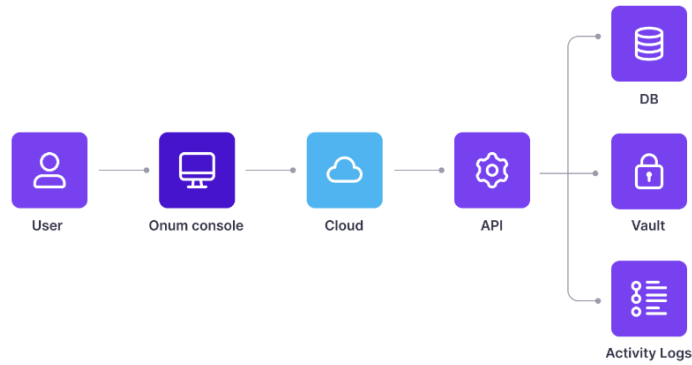 DB
User
Onum console
Cloud
API
Vault
Activity Logs